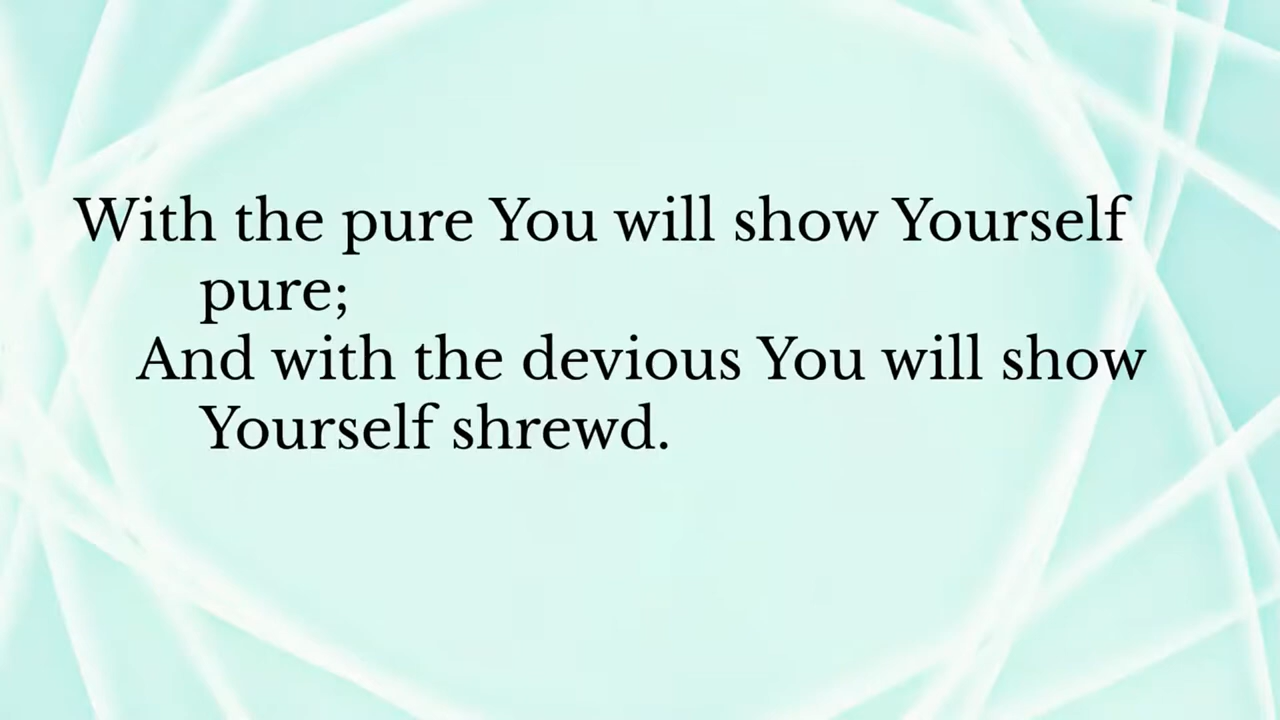 With the pure You will show Yourself
pure;
And with the devious You will show
Yourself shrewd.